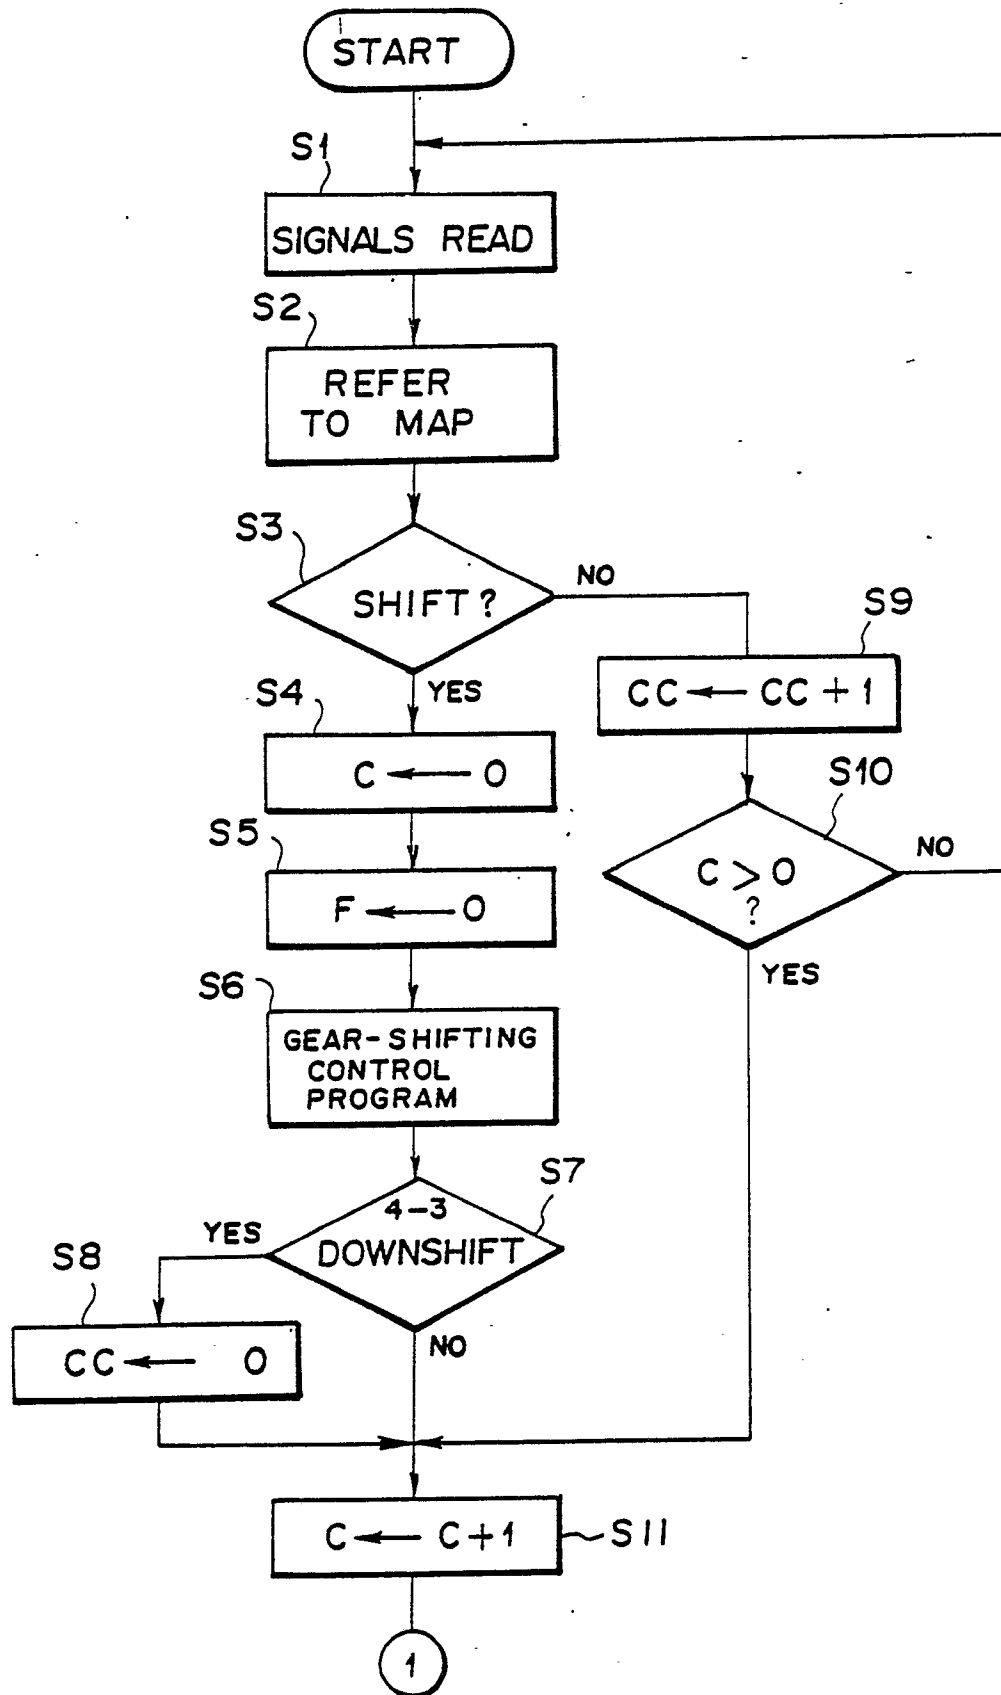 START
S1
SIGNALS READ
S2
REFER
TO MAP
S3
SHIFT?
NO
YES
S9
CC ← CC + 1
S4
C ← 0
S10
C > 0
?
NO
YES
S5
F ← 0
S6
GEAR-SHIFTING
CONTROL
PROGRAM
S7
4-3
DOWNSHIFT
YES
NO
S8
CC ← 0
C ← C + 1
S11
1